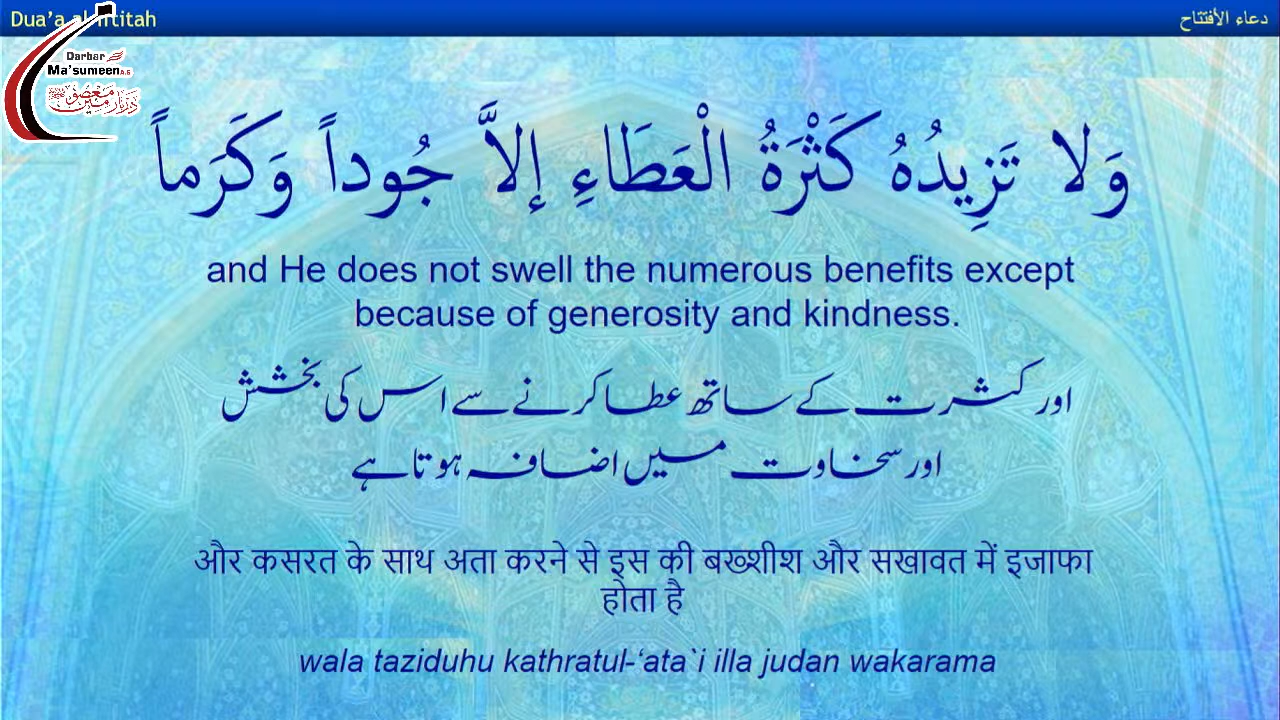 Dua'a al-Iftitah
دعاء الأفتتاح
Darbar
Ma'sumeen A.S
وَلا تَزِيدُهُ كَثْرَةُ الْعَطَاءِ إِلاَّ جُوداً وَكَرَماً
and He does not swell the numerous benefits except
because of generosity and kindness.
اور کثرت کے ساتھ عطا کرنے سے اس کی بخشش
اور سخاوت میں اضافہ ہوتا ہے
और कसरत के साथ अता करने से इस की बख्शीश और सखावत में इजाफा
होता है
wala taziduhu kathratul-‘ata`i illa judan wakarama